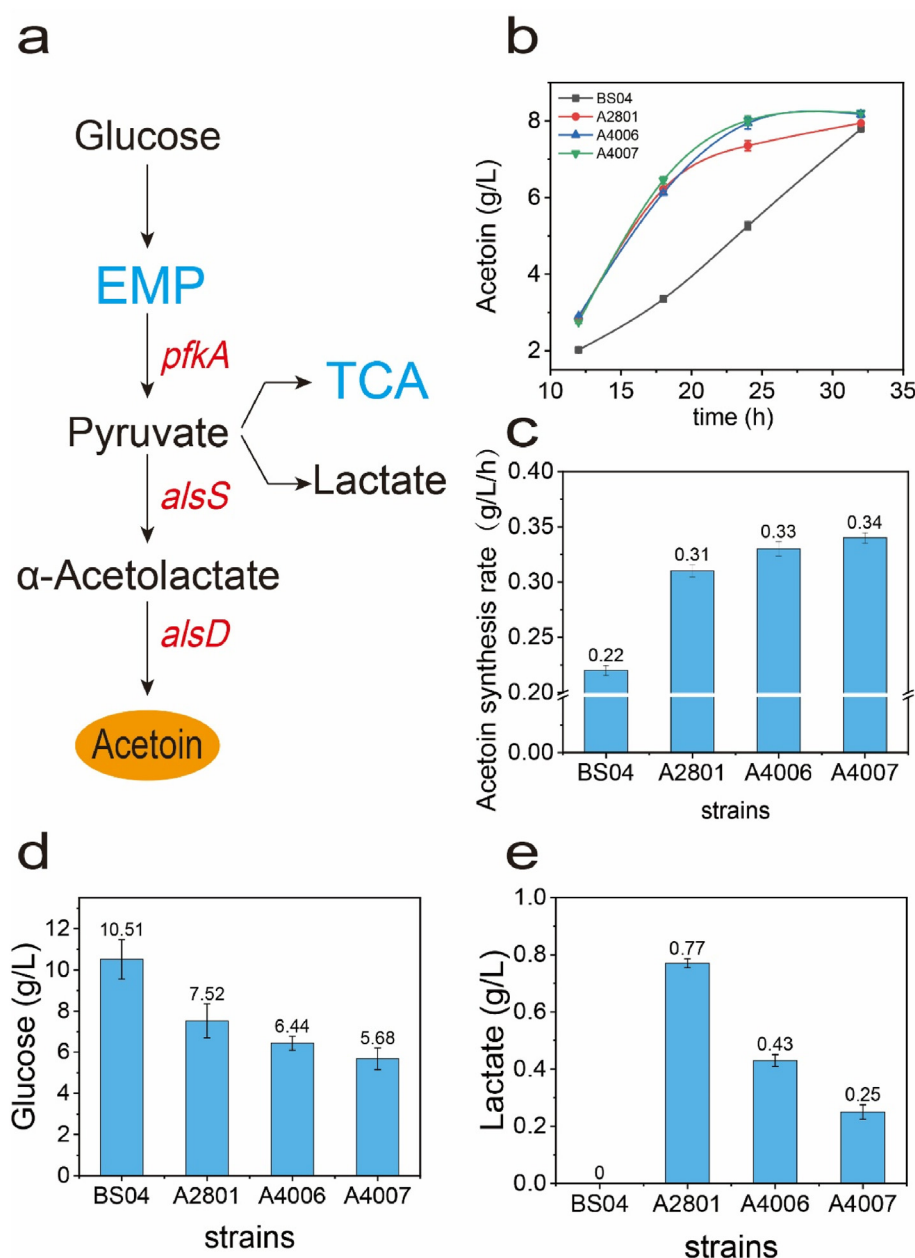 a
Glucose
EMP
pfkA
Pyruvate
TCA
Lactate
alsS
α-Acetolactate
alsD
Acetoin
b
Acetoin (g/L)
8
6
4
2
BS04
A2801
A4006
A4007
10 15 20 25 30 35
time (h)
c
Acetoin synthesis rate （g/L/h）
0.40
0.35
0.30
0.25
0.20
0.00
0.22
0.31
0.33
0.34
BS04 A2801 A4006 A4007
strains
d
Glucose (g/L)
12
10
8
6
4
2
0
10.51
7.52
6.44
5.68
BS04 A2801 A4006 A4007
strains
e
Lactate (g/L)
1.0
0.8
0.6
0.4
0.2
0.0
0
0.77
0.43
0.25
BS04 A2801 A4006 A4007
strains